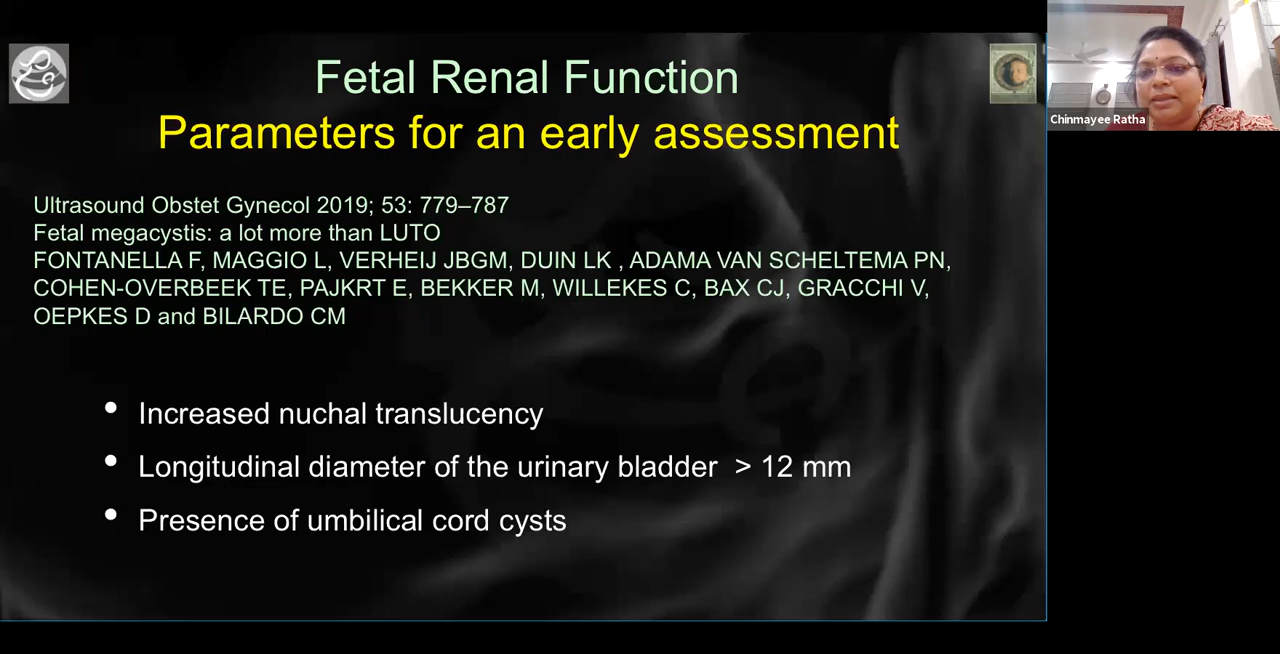 Fetal Renal Function
Parameters for an early assessment
Ultrasound Obstet Gynecol 2019; 53: 779–787
Fetal megacystis: a lot more than LUTO
FONTANELLA F, MAGGIO L, VERHEIJ JBGM, DUIN LK , ADAMA VAN SCHELTEMA PN,
COHEN-OVERBEEK TE, PAJKRT E, BEKKER M, WILLEKES C, BAX CJ, GRACCHI V,
OEPKES D and BILARDO CM
• Increased nuchal translucency
• Longitudinal diameter of the urinary bladder > 12 mm
• Presence of umbilical cord cysts
Chinmayee Ratha